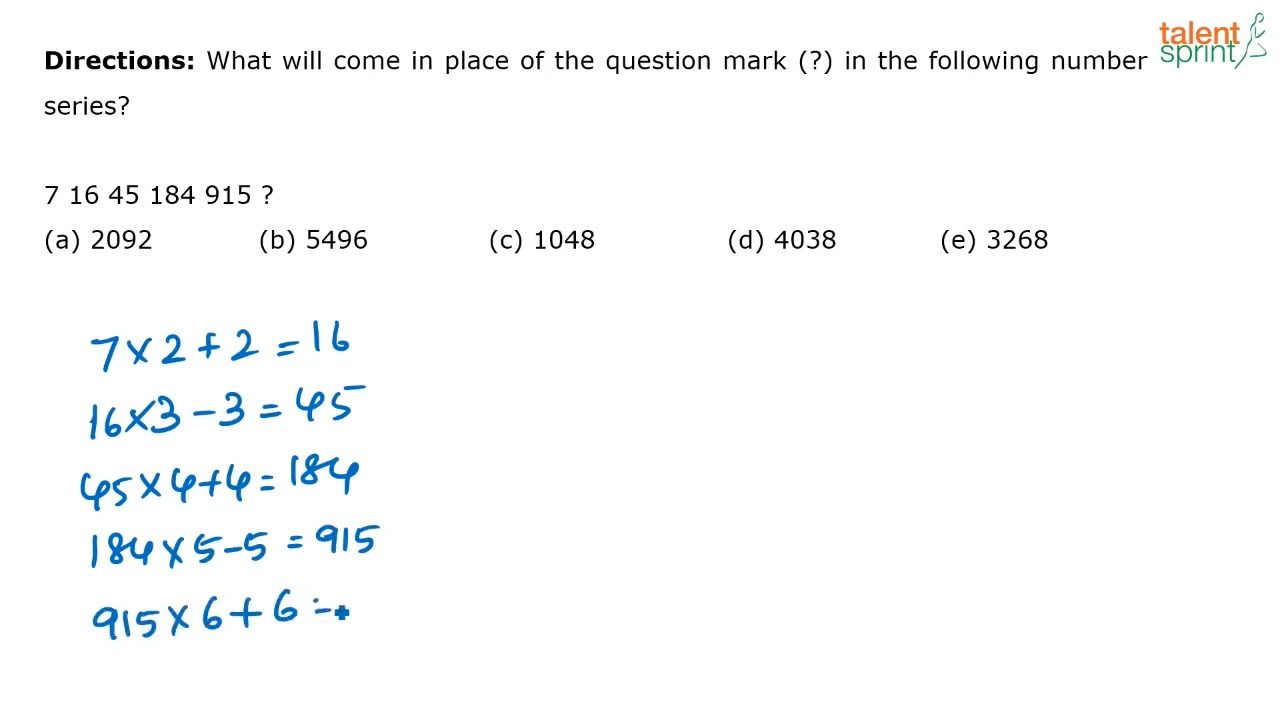 talent
sprint
Directions: What will come in place of the question mark (?) in the following number
series?
7 16 45 184 915 ?
(a) 2092 (b) 5496 (c) 1048 (d) 4038 (e) 3268
7 × 2 + 2 = 16
16 × 3 - 3 = 45
45 × 4 + 4 = 184
184 × 5 - 5 = 915
915 × 6 + 6 =